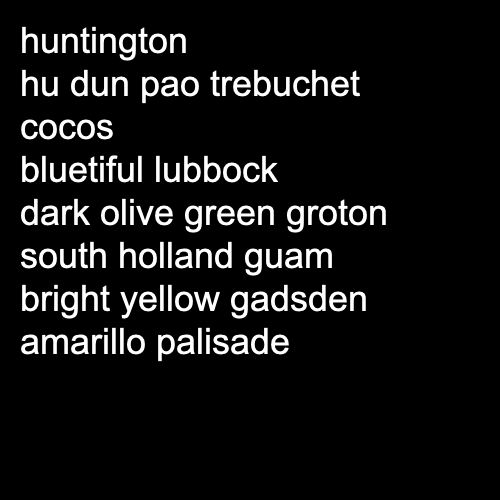 huntington
hu dun pao trebuchet
cocos
bluetiful lubbock
dark olive green groton
south holland guam
bright yellow gadsden
amarillo palisade